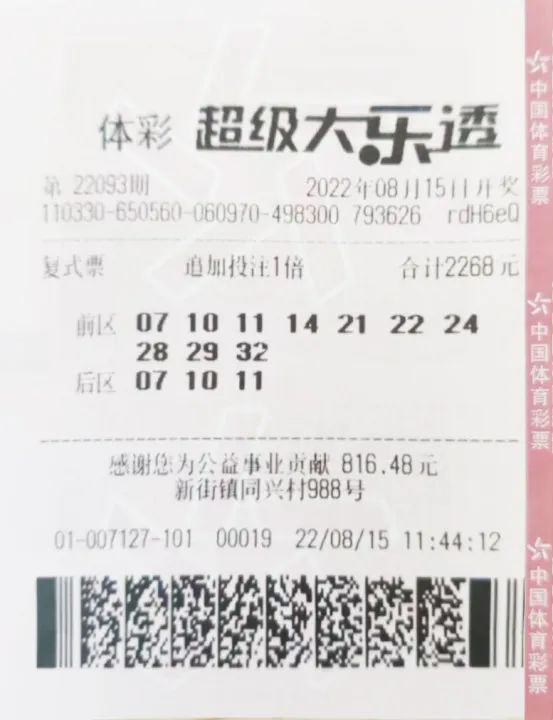 体彩 超级大乐透
第 22093期 2022年08月15日开奖
110330-650560-060970-498300 793626 rdH6eQ
复式票 追加投注1倍 合计2268元
前区 07 10 11 14 21 22 24
28 29 32
后区 07 10 11
感谢您为公益事业贡献 816.48元
新街镇同兴村988号
01-007127-101 00019 22/08/15 11:44:12
中国体育彩票
中国体育彩票
中国体育彩票